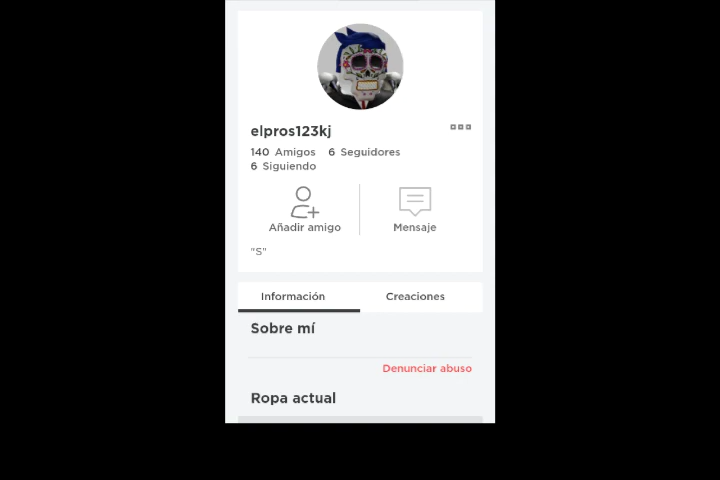 elpros123kj
140 Amigos 6 Seguidores
6 Siguiendo
Añadir amigo Mensaje
"S"
Información Creaciones
Sobre mí
Denunciar abuso
Ropa actual